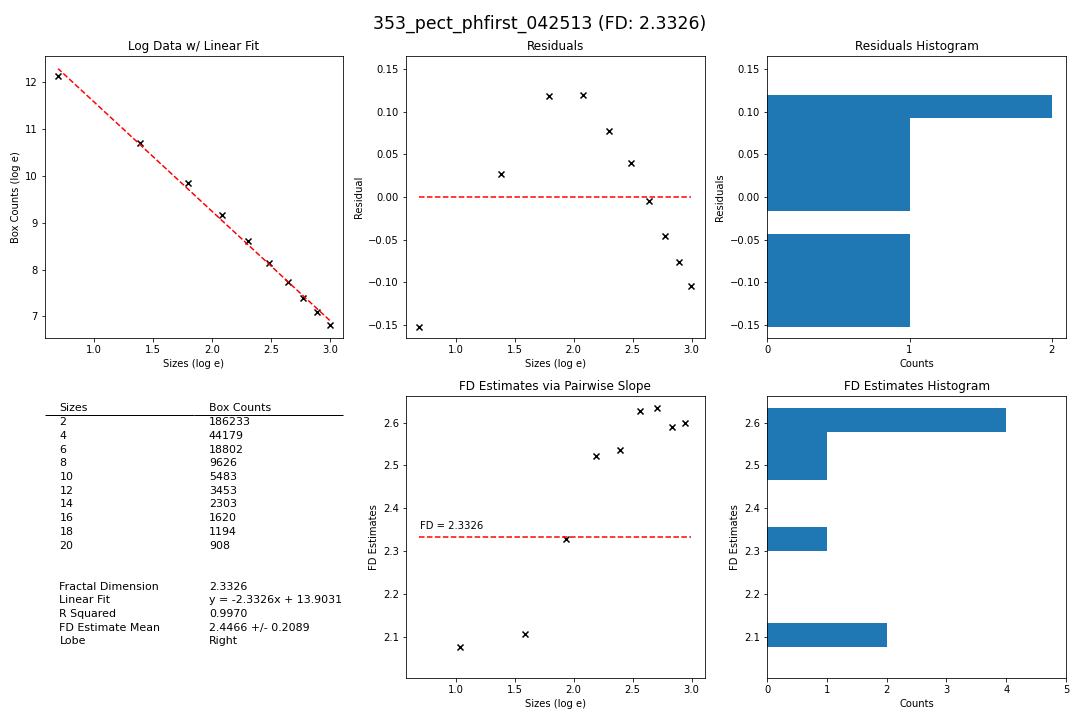 353_pect_phfirst_042513 (FD: 2.3326)
Log Data w/ Linear Fit
12
11
10
9
8
7
Box Counts (log e)
1.0 1.5 2.0 2.5 3.0
Sizes (log e)
Residuals
0.15
0.10
0.05
0.00
−0.05
−0.10
−0.15
Residual
1.0 1.5 2.0 2.5 3.0
Sizes (log e)
Residuals Histogram
0.15
0.10
0.05
0.00
−0.05
−0.10
−0.15
Residuals
0 1 2
Counts
Sizes Box Counts
2 186233
4 44179
6 18802
8 9626
10 5483
12 3453
14 2303
16 1620
18 1194
20 908
Fractal Dimension 2.3326
Linear Fit y = -2.3326x + 13.9031
R Squared 0.9970
FD Estimate Mean 2.4466 +/- 0.2089
Lobe Right
FD Estimates via Pairwise Slope
2.6
2.5
2.4
2.3
2.2
2.1
FD Estimates
FD = 2.3326
1.0 1.5 2.0 2.5 3.0
Sizes (log e)
FD Estimates Histogram
2.6
2.5
2.4
2.3
2.2
2.1
FD Estimates
0 1 2 3 4 5
Counts